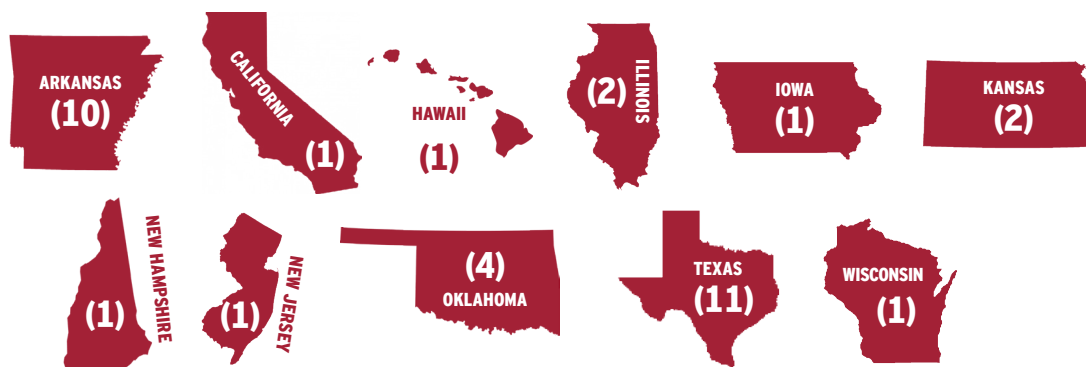 ARKANSAS
(10)
CALIFORNIA
(1)
HAWAII
(1)
ILLINOIS
(2)
IOWA
(1)
KANSAS
(2)
NEW HAMPSHIRE
(1)
NEW JERSEY
(1)
(4)
OKLAHOMA
TEXAS
(11)
WISCONSIN
(1)